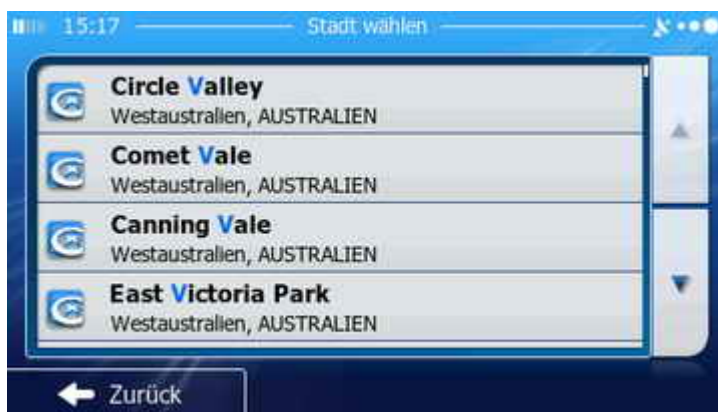 15:17 Stadt wählen
Circle Valley
Westaustralien, AUSTRALIEN
Comet Vale
Westaustralien, AUSTRALIEN
Canning Vale
Westaustralien, AUSTRALIEN
East Victoria Park
Westaustralien, AUSTRALIEN
Zurück